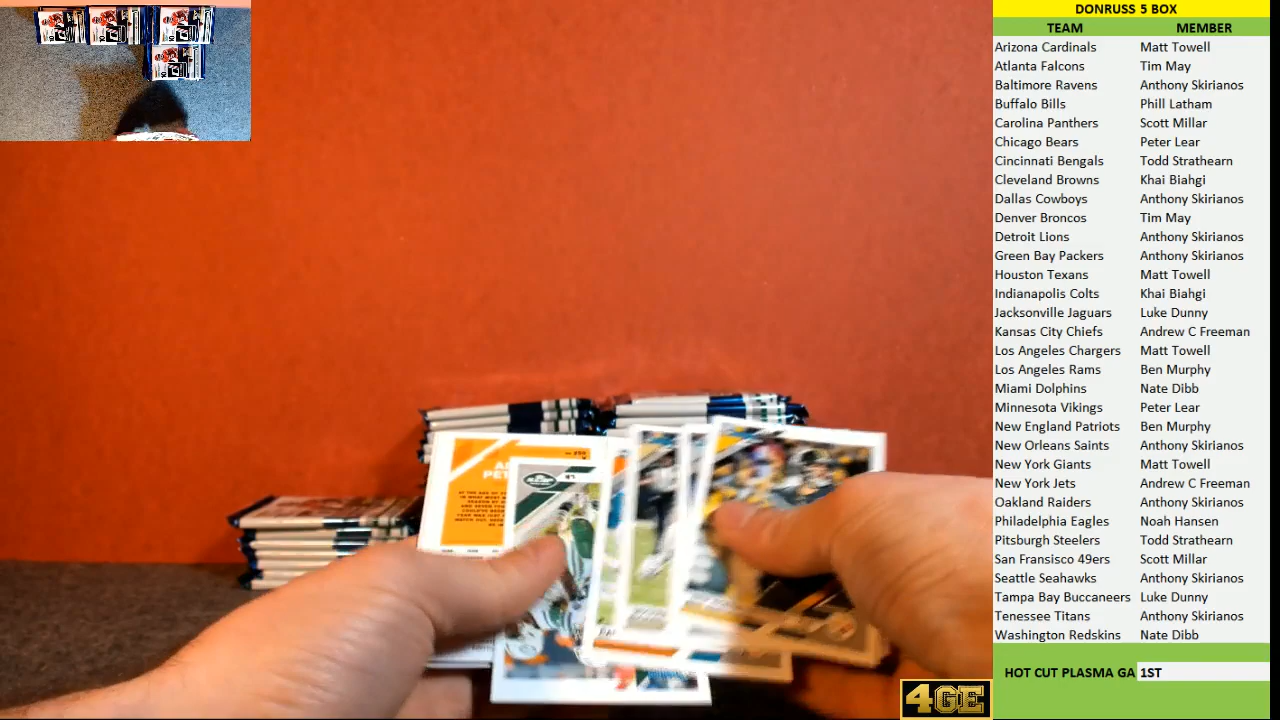 DONRUSS 5 BOX
TEAM MEMBER
Arizona Cardinals Matt Towell
Atlanta Falcons Tim May
Baltimore Ravens Anthony Skirianos
Buffalo Bills Phill Latham
Carolina Panthers Scott Millar
Chicago Bears Peter Lear
Cincinnati Bengals Todd Strathearn
Cleveland Browns Khai Biahgi
Dallas Cowboys Anthony Skirianos
Denver Broncos Tim May
Detroit Lions Anthony Skirianos
Green Bay Packers Anthony Skirianos
Houston Texans Matt Towell
Indianapolis Colts Khai Biahgi
Jacksonville Jaguars Luke Dunny
Kansas City Chiefs Andrew C Freeman
Los Angeles Chargers Matt Towell
Los Angeles Rams Ben Murphy
Miami Dolphins Nate Dibb
Minnesota Vikings Peter Lear
New England Patriots Ben Murphy
New Orleans Saints Anthony Skirianos
New York Giants Matt Towell
New York Jets Andrew C Freeman
Oakland Raiders Anthony Skirianos
Philadelphia Eagles Noah Hansen
Pitsburgh Steelers Todd Strathearn
San Fransisco 49ers Scott Millar
Seattle Seahawks Anthony Skirianos
Tampa Bay Buccaneers Luke Dunny
Tenessee Titans Anthony Skirianos
Washington Redskins Nate Dibb
HOT CUT PLASMA GA 1ST
4GE